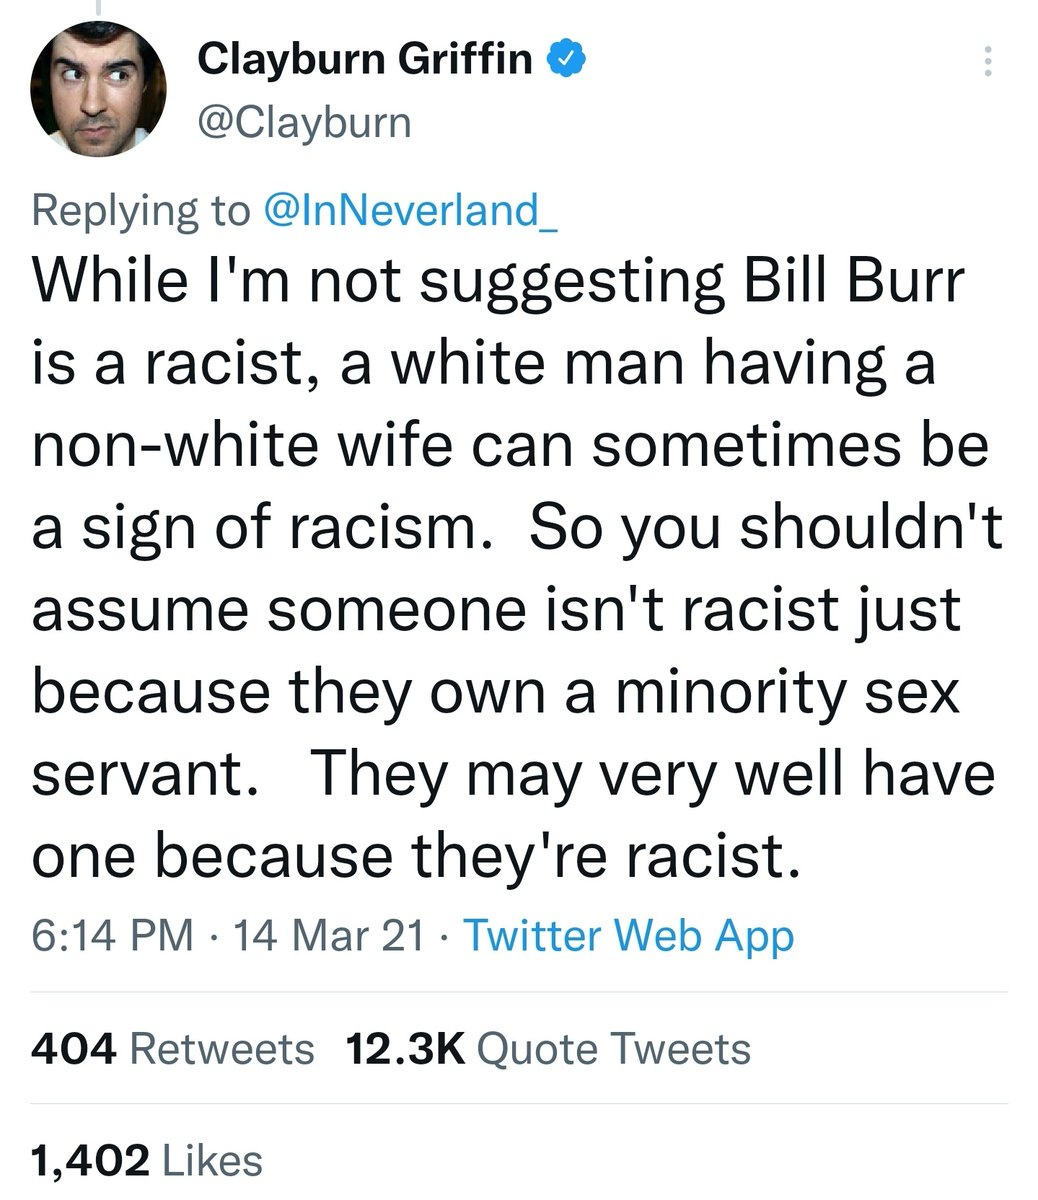 Clayburn Griffin
@Clayburn
Replying to @InNeverland_
While I'm not suggesting Bill Burr
is a racist, a white man having a
non-white wife can sometimes be
a sign of racism.  So you shouldn't
assume someone isn't racist just
because they own a minority sex
servant.   They may very well have
one because they're racist.
6:14 PM · 14 Mar 21 · Twitter Web App
404 Retweets 12.3K Quote Tweets
1,402 Likes